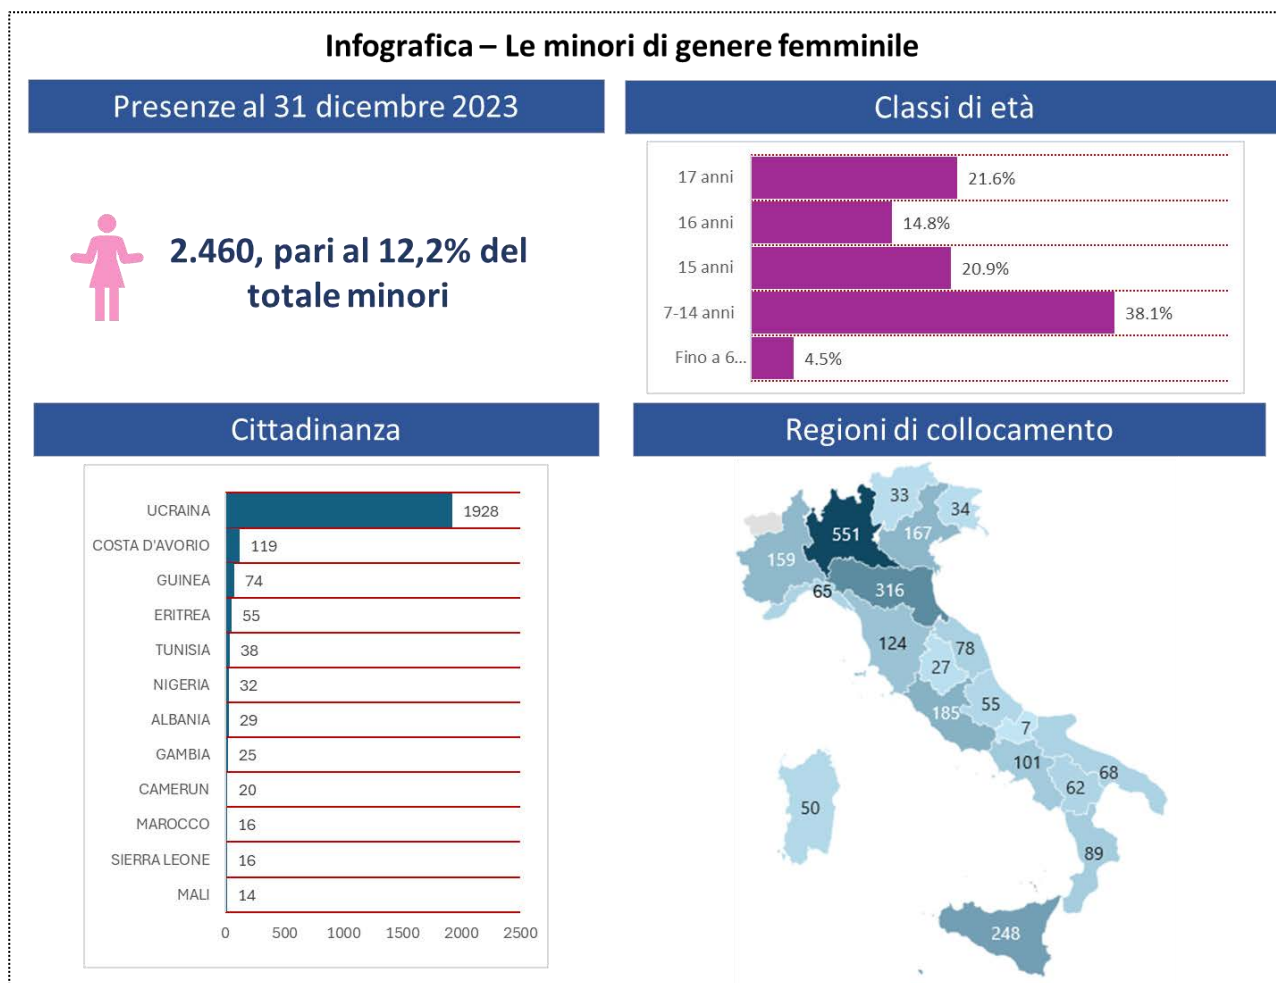 Infografica – Le minori di genere femminile
Presenze al 31 dicembre 2023
2.460, pari al 12,2% del
totale minori
Classi di età
17 anni 21.6%
16 anni 14.8%
15 anni 20.9%
7-14 anni 38.1%
Fino a 6... 4.5%
Cittadinanza
UCRAINA 1928
COSTA D'AVORIO 119
GUINEA 74
ERITREA 55
TUNISIA 38
NIGERIA 32
ALBANIA 29
GAMBIA 25
CAMERUN 20
MAROCCO 16
SIERRA LEONE 16
MALI 14
0 500 1000 1500 2000 2500
Regioni di collocamento
33
34
551
167
159
65
316
124
78
27
55
185
7
101
68
62
50
89
248